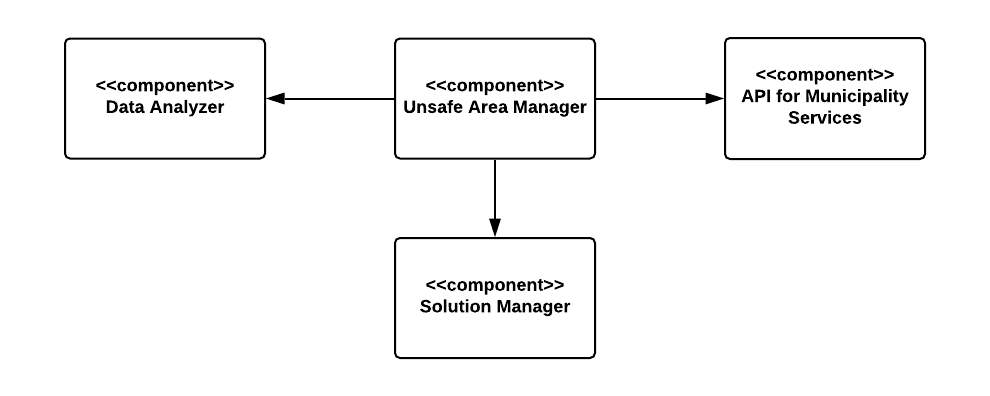 <<component>>
Data Analyzer
<<component>>
Unsafe Area Manager
<<component>>
API for Municipality
Services
<<component>>
Solution Manager